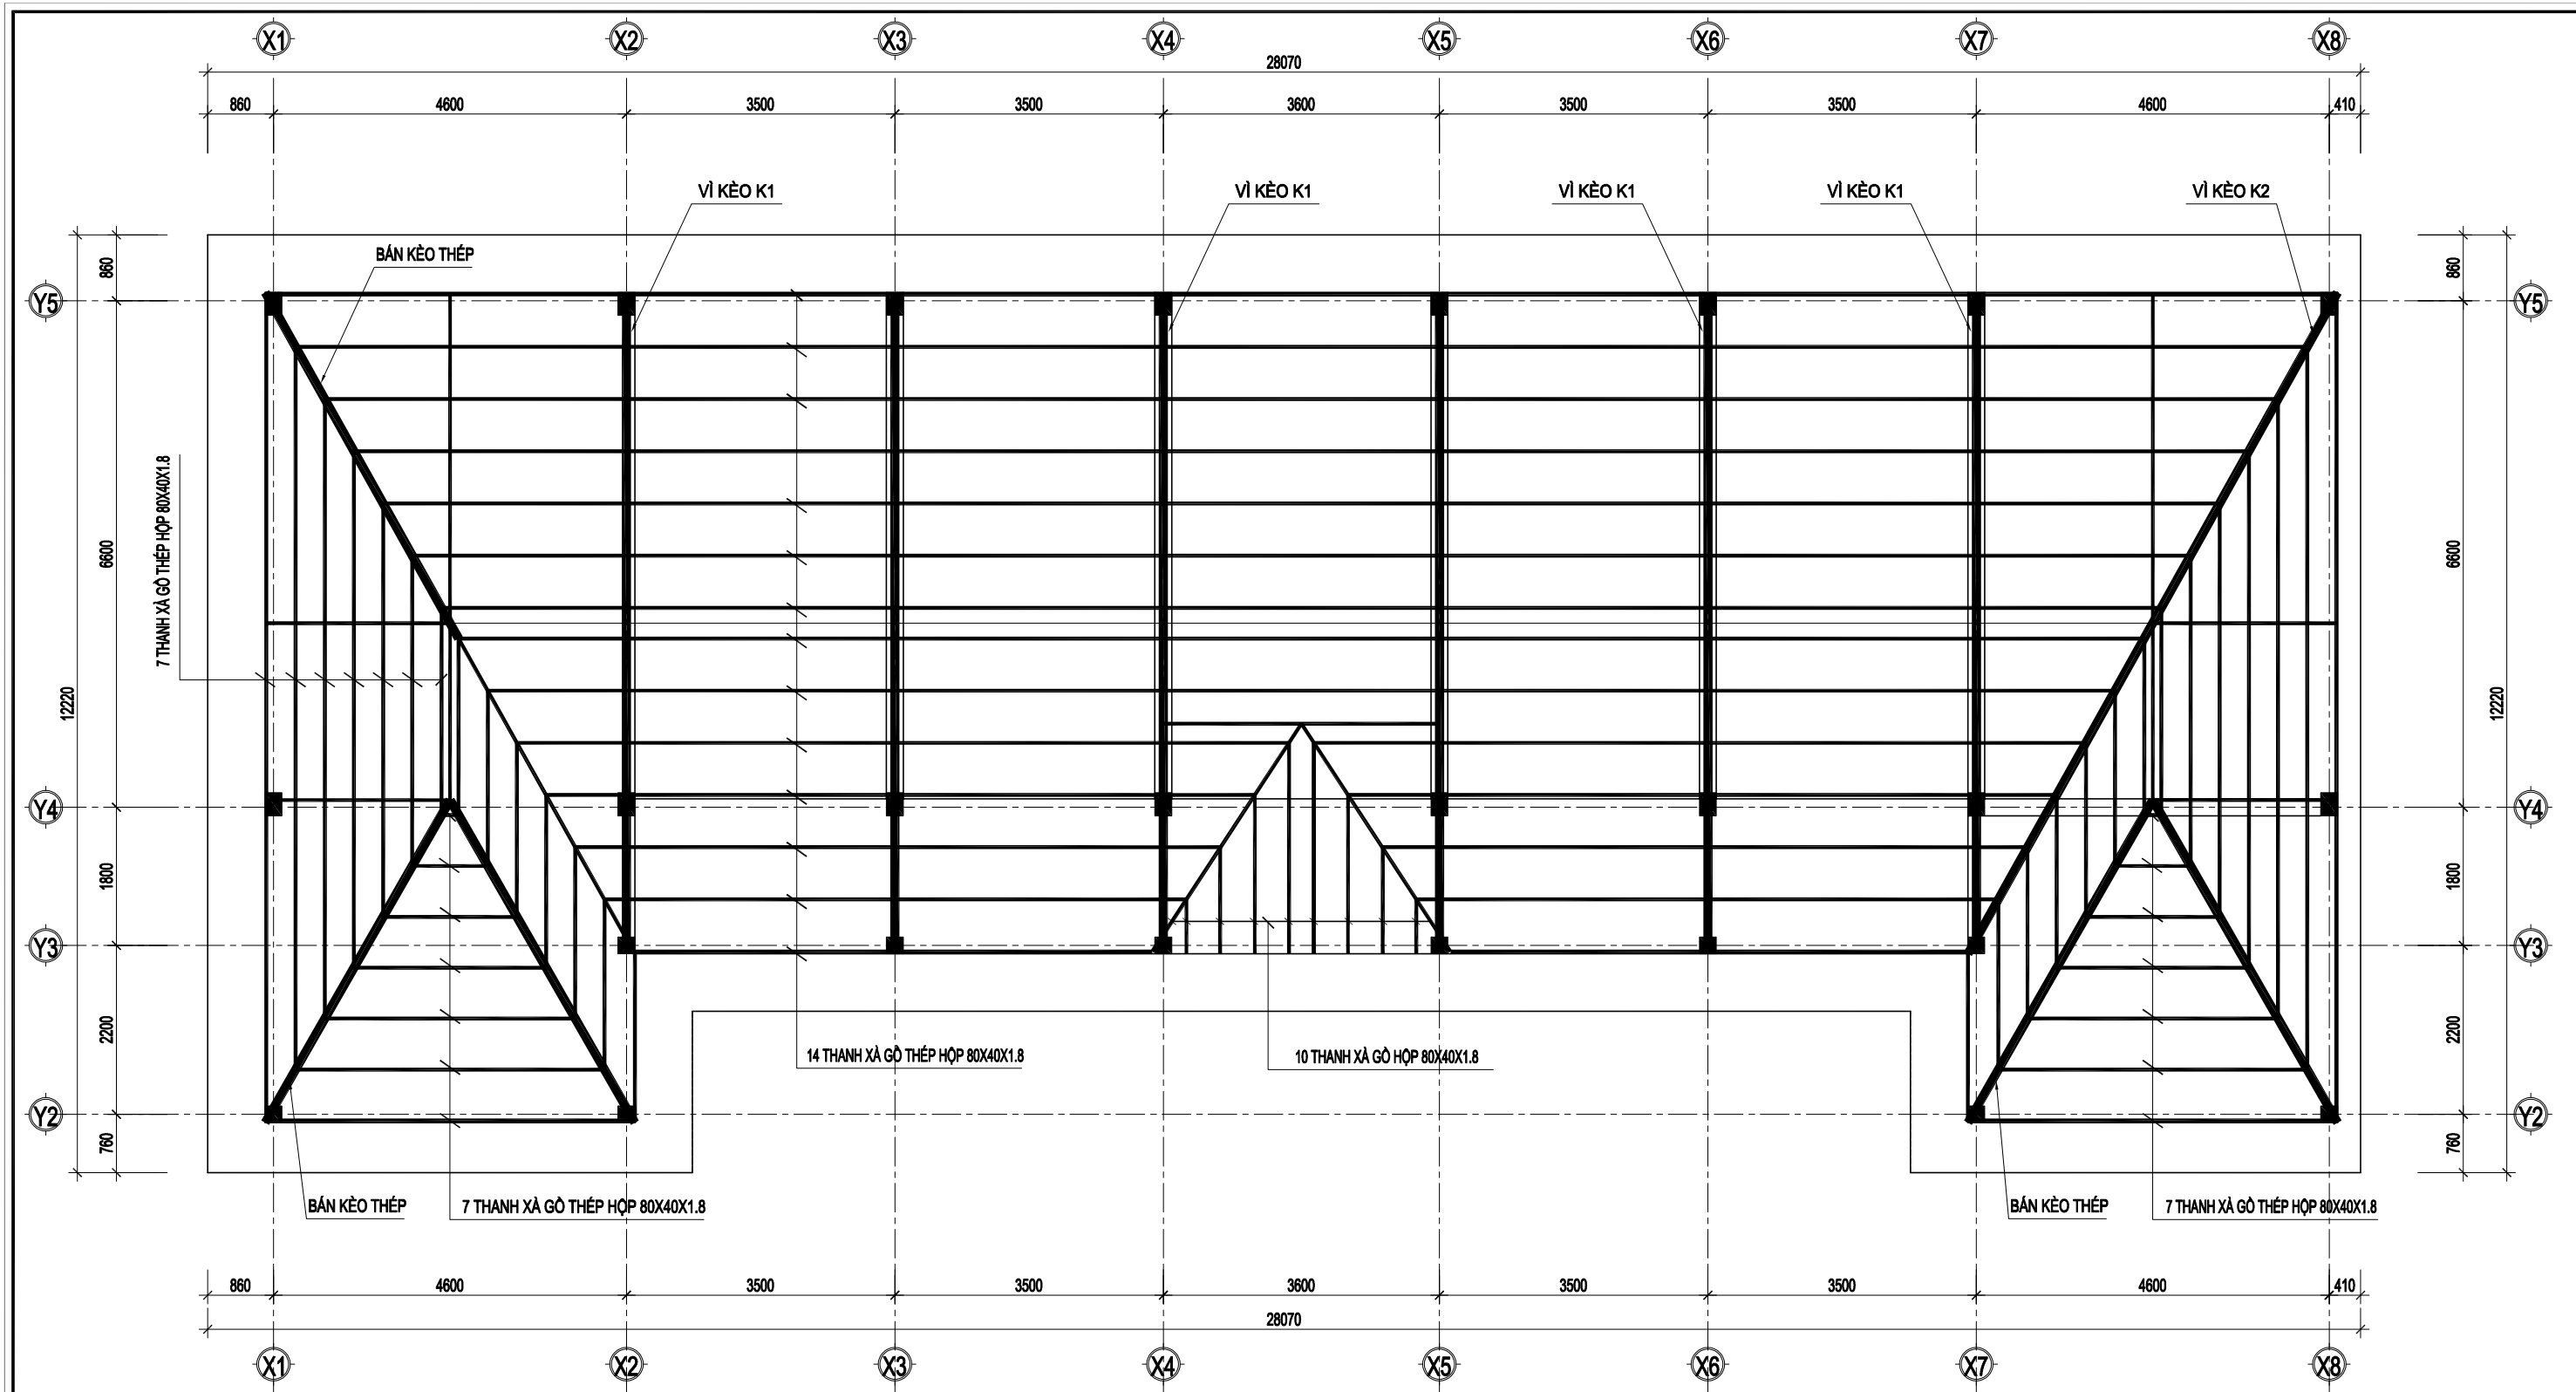 X1 X2 X3 X4 X5 X6 X7 X8
28070
860 4600 3500 3500 3600 3500 3500 4600 410
VÌ KÈO K1
VÌ KÈO K1
VÌ KÈO K1
VÌ KÈO K1
VÌ KÈO K2
BÁN KÈO THÉP
860
860
Y5
Y5
7 THANH XÀ GỒ THÉP HỘP 80X40X1.8
6600
6600
12220
12220
Y4
Y4
1800
1800
Y3
Y3
2200
2200
14 THANH XÀ GỒ THÉP HỘP 80X40X1.8
10 THANH XÀ GỒ HỘP 80X40X1.8
Y2
Y2
760
760
BÁN KÈO THÉP
7 THANH XÀ GỒ THÉP HỘP 80X40X1.8
BÁN KÈO THÉP
7 THANH XÀ GỒ THÉP HỘP 80X40X1.8
860 4600 3500 3500 3600 3500 3500 4600 410
28070
X1 X2 X3 X4 X5 X6 X7 X8